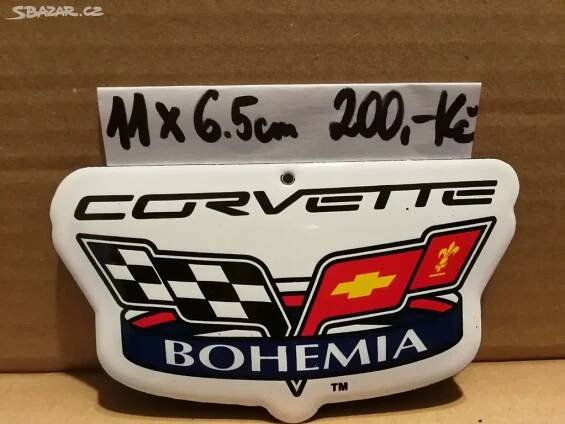 SBAZAR.CZ
11 x 6.5cm 200,-Kč
CORVETTE
BOHEMIA
TM